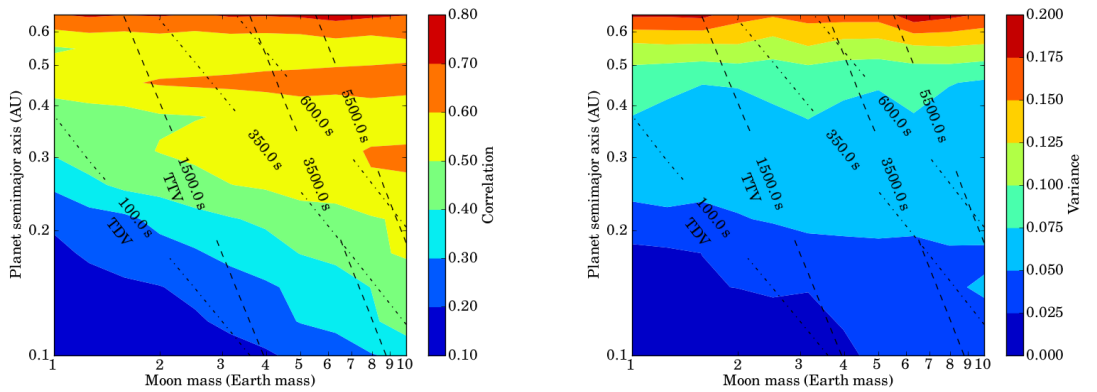 0.6
0.5
0.4
0.3
0.2
0.1
Planet semimajor axis (AU)
1
2
3
4
5
6
7
8
9
10
Moon mass (Earth mass)
100.0 s
TDV
1500.0 s
TTV
350.0 s
600.0 s
3500.0 s
5500.0 s
0.80
0.70
0.60
0.50
0.40
0.30
0.20
0.10
Correlation
0.6
0.5
0.4
0.3
0.2
0.1
Planet semimajor axis (AU)
1
2
3
4
5
6
7
8
9
10
Moon mass (Earth mass)
100.0 s
TDV
1500.0 s
TTV
350.0 s
600.0 s
3500.0 s
5500.0 s
0.200
0.175
0.150
0.125
0.100
0.075
0.050
0.025
0.000
Variance